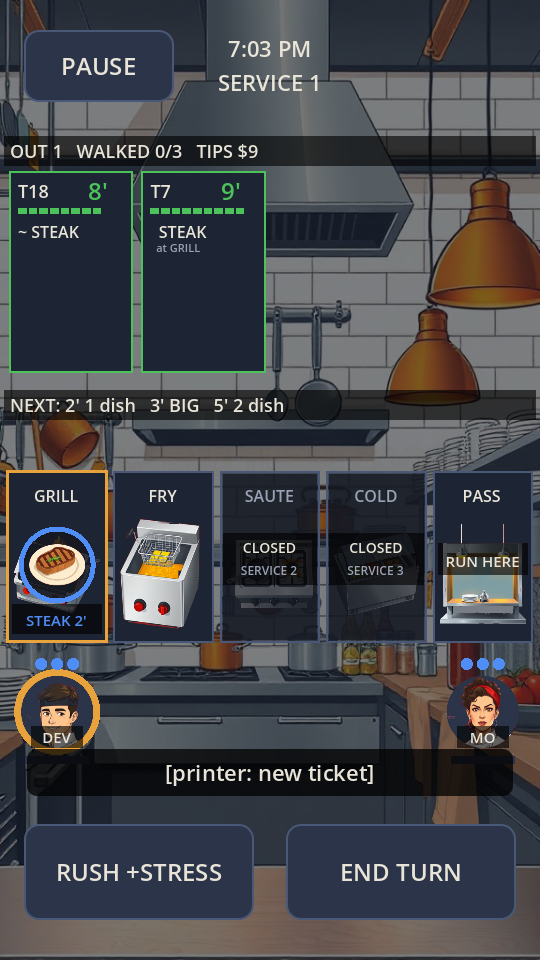 PAUSE
7:03 PM
SERVICE 1
OUT 1 WALKED 0/3 TIPS $9
T18 8'
~ STEAK
T7 9'
STEAK
at GRILL
NEXT: 2' 1 dish 3' BIG 5' 2 dish
GRILL
STEAK 2'
FRY
SAUTE
CLOSED
SERVICE 2
COLD
CLOSED
SERVICE 3
PASS
RUN HERE
DEV
MO
[printer: new ticket]
RUSH +STRESS
END TURN